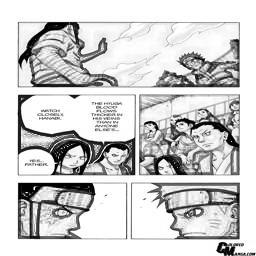 WATCH
CLOSELY,
HANABI.
THE HYUGA
BLOOD
FLOWS
THICKER IN
HIS VEINS
THAN IN
ANYONE
ELSE'S...
YES,
FATHER.
COLORED
MANGA.COM